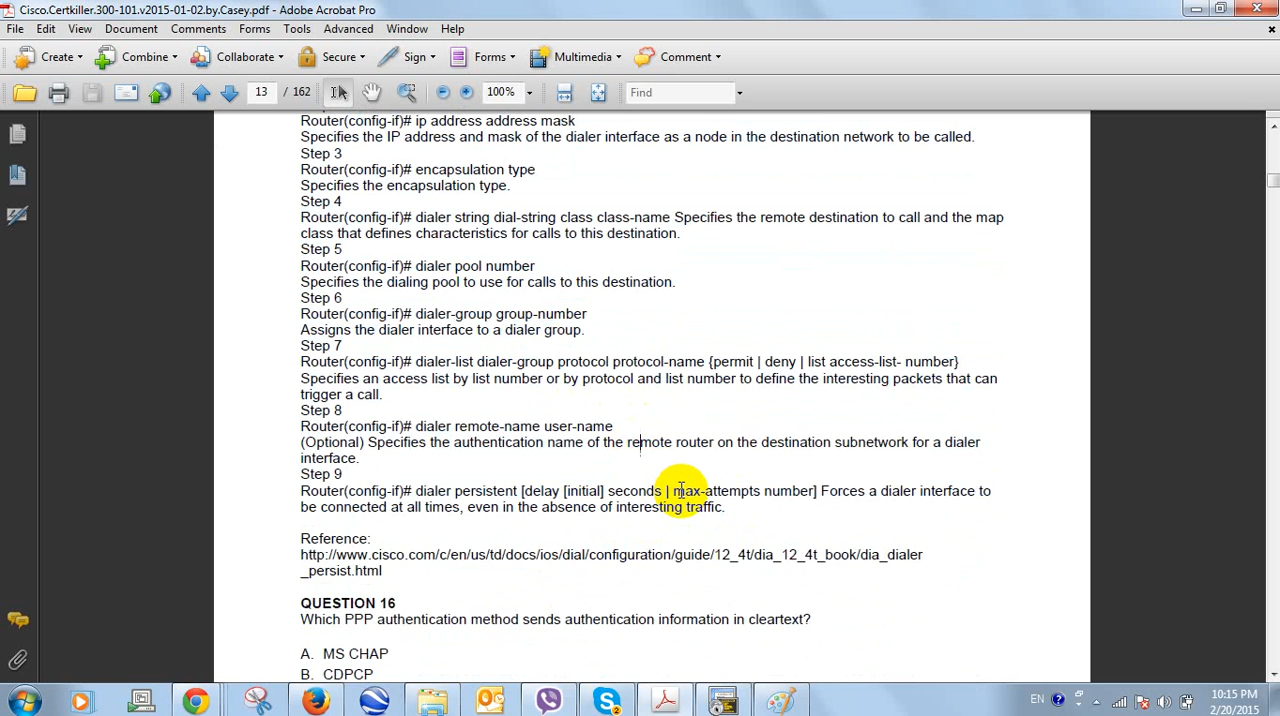 Cisco.Certkiller.300-101.v2015-01-02.by.Casey.pdf - Adobe Acrobat Pro
File Edit View Document Comments Forms Tools Advanced Window Help
Create Combine Collaborate Secure Sign Forms Multimedia Comment
13 / 162 100% Find
Router(config-if)# ip address address mask
Specifies the IP address and mask of the dialer interface as a node in the destination network to be called.
Step 3
Router(config-if)# encapsulation type
Specifies the encapsulation type.
Step 4
Router(config-if)# dialer string dial-string class class-name Specifies the remote destination to call and the map
class that defines characteristics for calls to this destination.
Step 5
Router(config-if)# dialer pool number
Specifies the dialing pool to use for calls to this destination.
Step 6
Router(config-if)# dialer-group group-number
Assigns the dialer interface to a dialer group.
Step 7
Router(config-if)# dialer-list dialer-group protocol protocol-name {permit | deny | list access-list- number}
Specifies an access list by list number or by protocol and list number to define the interesting packets that can
trigger a call.
Step 8
Router(config-if)# dialer remote-name user-name
(Optional) Specifies the authentication name of the remote router on the destination subnetwork for a dialer
interface.
Step 9
Router(config-if)# dialer persistent [delay [initial] seconds | max-attempts number] Forces a dialer interface to
be connected at all times, even in the absence of interesting traffic.
Reference:
http://www.cisco.com/c/en/us/td/docs/ios/dial/configuration/guide/12_4t/dia_12_4t_book/dia_dialer
_persist.html
QUESTION 16
Which PPP authentication method sends authentication information in cleartext?
A. MS CHAP
B. CDPCP
EN
10:15 PM
2/20/2015